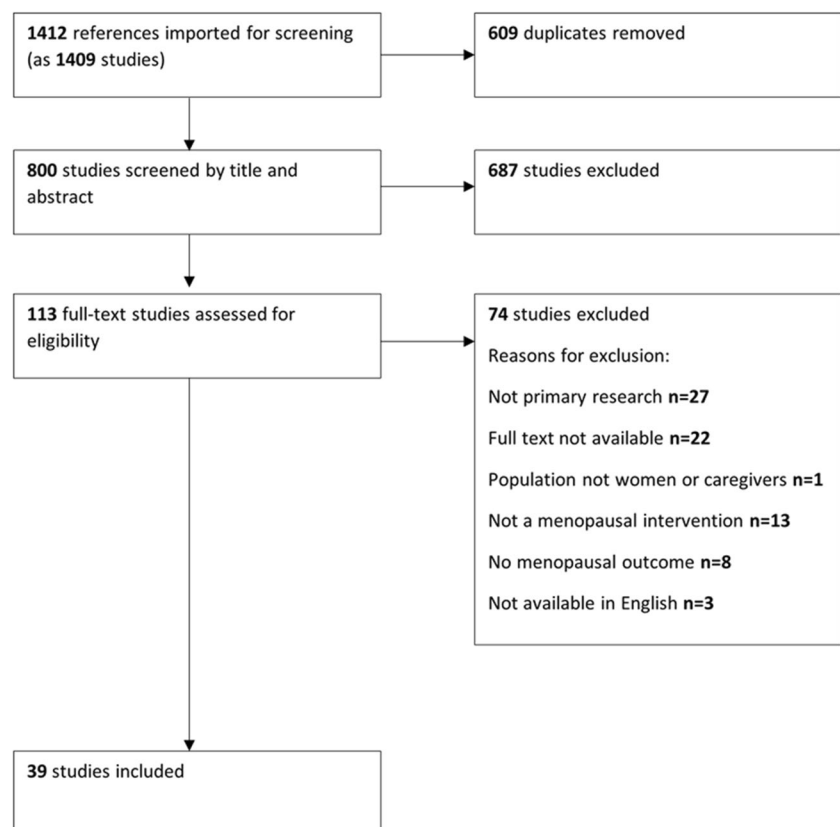 1412 references imported for screening
(as 1409 studies)
609 duplicates removed
800 studies screened by title and
abstract
687 studies excluded
113 full-text studies assessed for
eligibility
74 studies excluded
Reasons for exclusion:
Not primary research n=27
Full text not available n=22
Population not women or caregivers n=1
Not a menopausal intervention n=13
No menopausal outcome n=8
Not available in English n=3
39 studies included